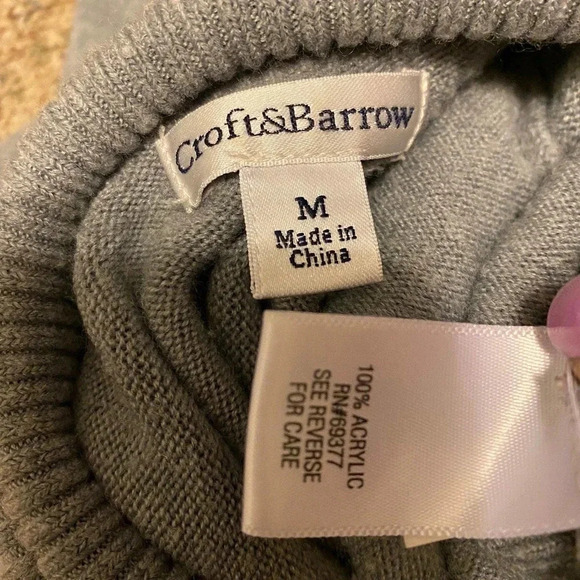 Croft&Barrow
M
Made in
China
100% ACRYLIC
RN#69377
SEE REVERSE
FOR CARE